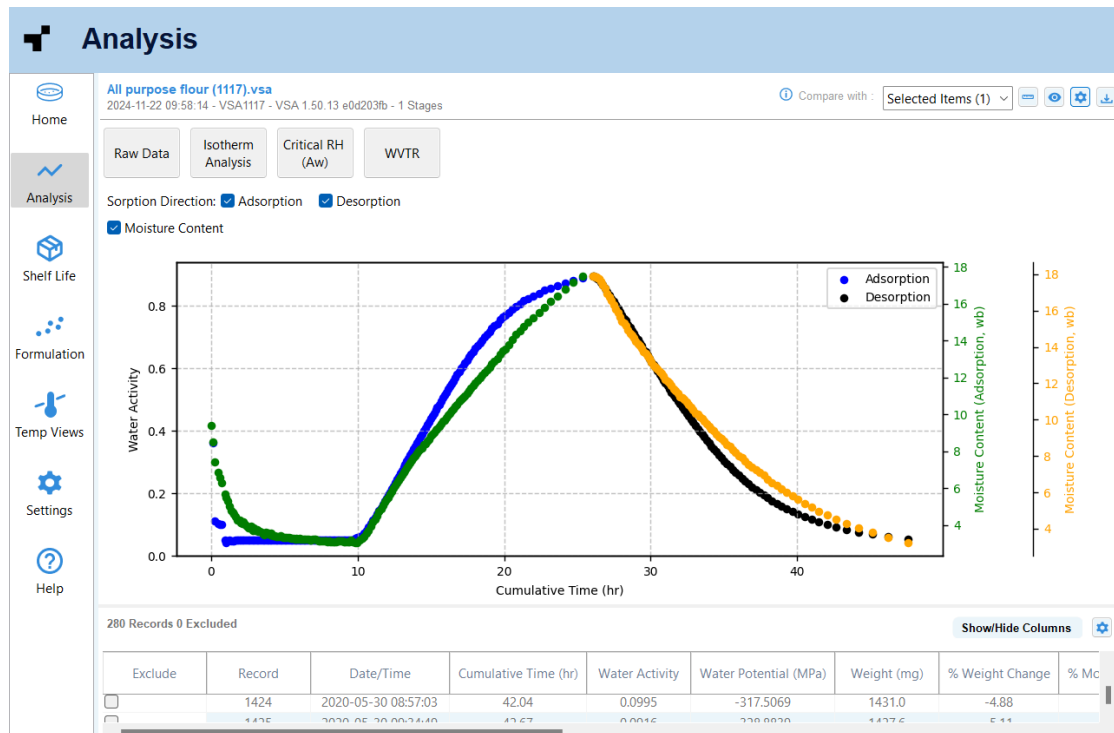 Analysis
Home
Analysis
Shelf Life
Formulation
Temp Views
Settings
Help
All purpose flour (1117).vsa
2024-11-22 09:58:14 - VSA1117 - VSA 1.50.13 e0d203fb - 1 Stages
Compare with :
Selected Items (1)
Raw Data
Isotherm
Analysis
Critical RH
(Aw)
WVTR
Sorption Direction: Adsorption Desorption
Moisture Content
Water Activity
0.0
0.2
0.4
0.6
0.8
0 10 20 30 40
Cumulative Time (hr)
Adsorption
Desorption
18
16
14
12
10
8
6
4
Moisture Content (Adsorption, wb)
18
16
14
12
10
8
6
4
Moisture Content (Desorption, wb)
280 Records 0 Excluded
Show/Hide Columns
Exclude Record Date/Time Cumulative Time (hr) Water Activity Water Potential (MPa) Weight (mg) % Weight Change % Mo
1424 2020-05-30 08:57:03 42.04 0.0995 -317.5069 1431.0 -4.88